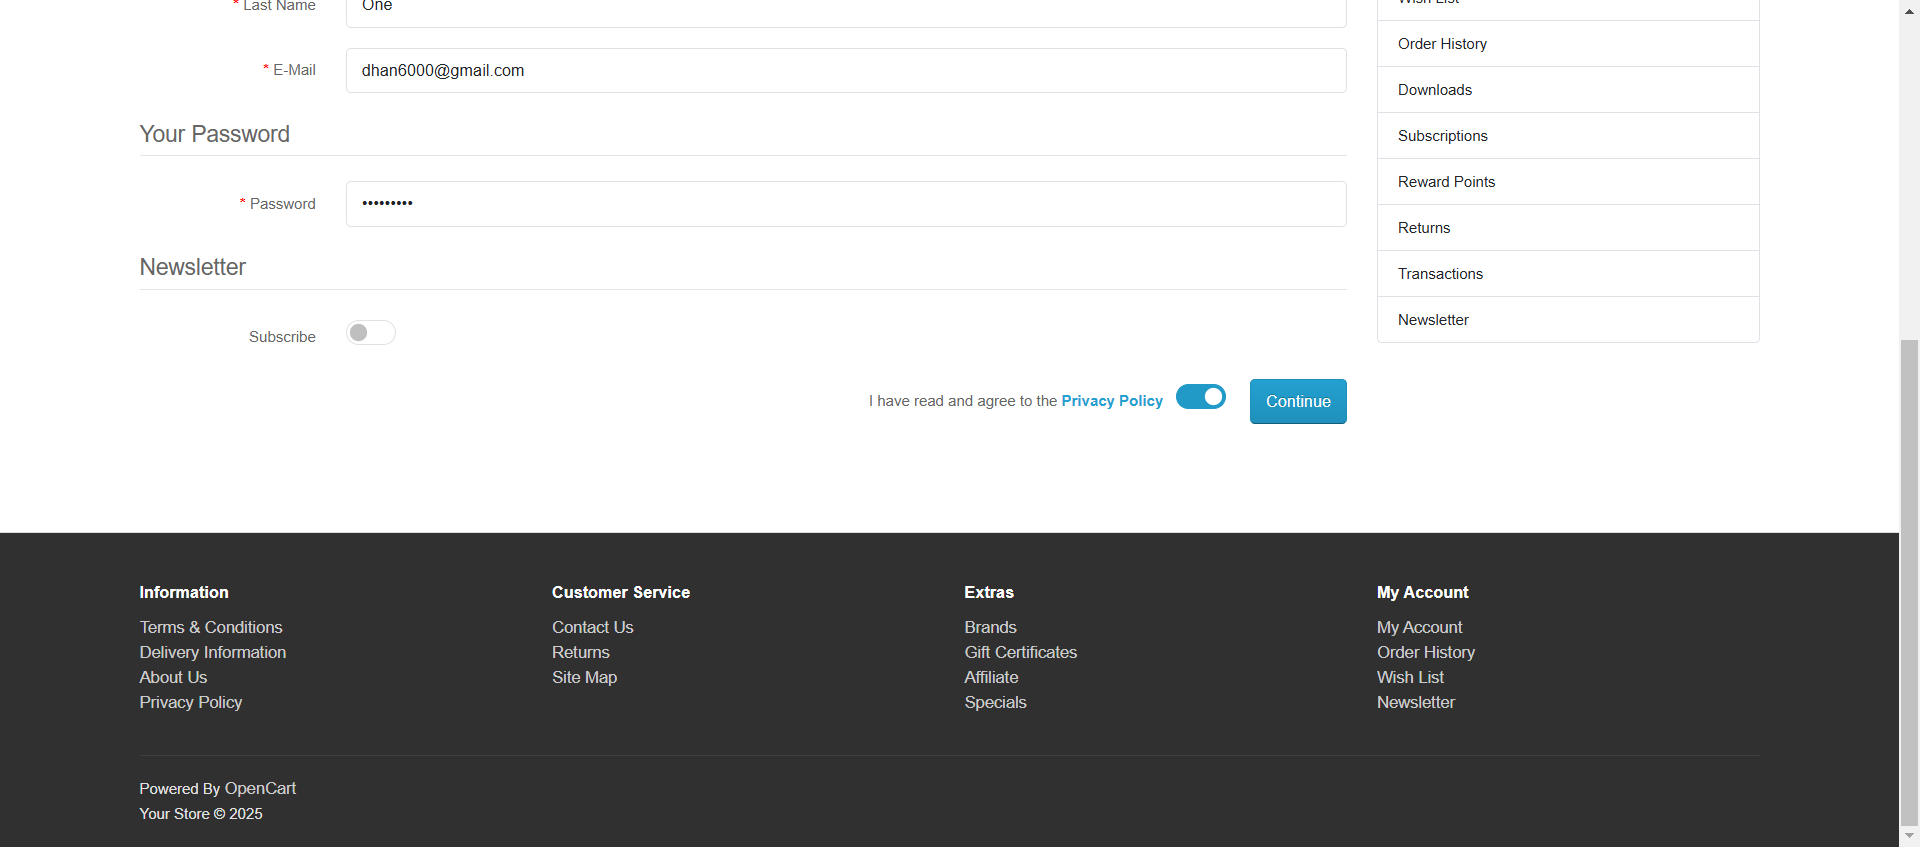 * Last Name
One
Wish List
* E-Mail
dhan6000@gmail.com
Order History
Downloads
Your Password
Subscriptions
* Password
•••••••••
Reward Points
Returns
Newsletter
Transactions
Subscribe
Newsletter
I have read and agree to the Privacy Policy
Continue
Information
Terms & Conditions
Delivery Information
About Us
Privacy Policy
Customer Service
Contact Us
Returns
Site Map
Extras
Brands
Gift Certificates
Affiliate
Specials
My Account
My Account
Order History
Wish List
Newsletter
Powered By OpenCart
Your Store © 2025